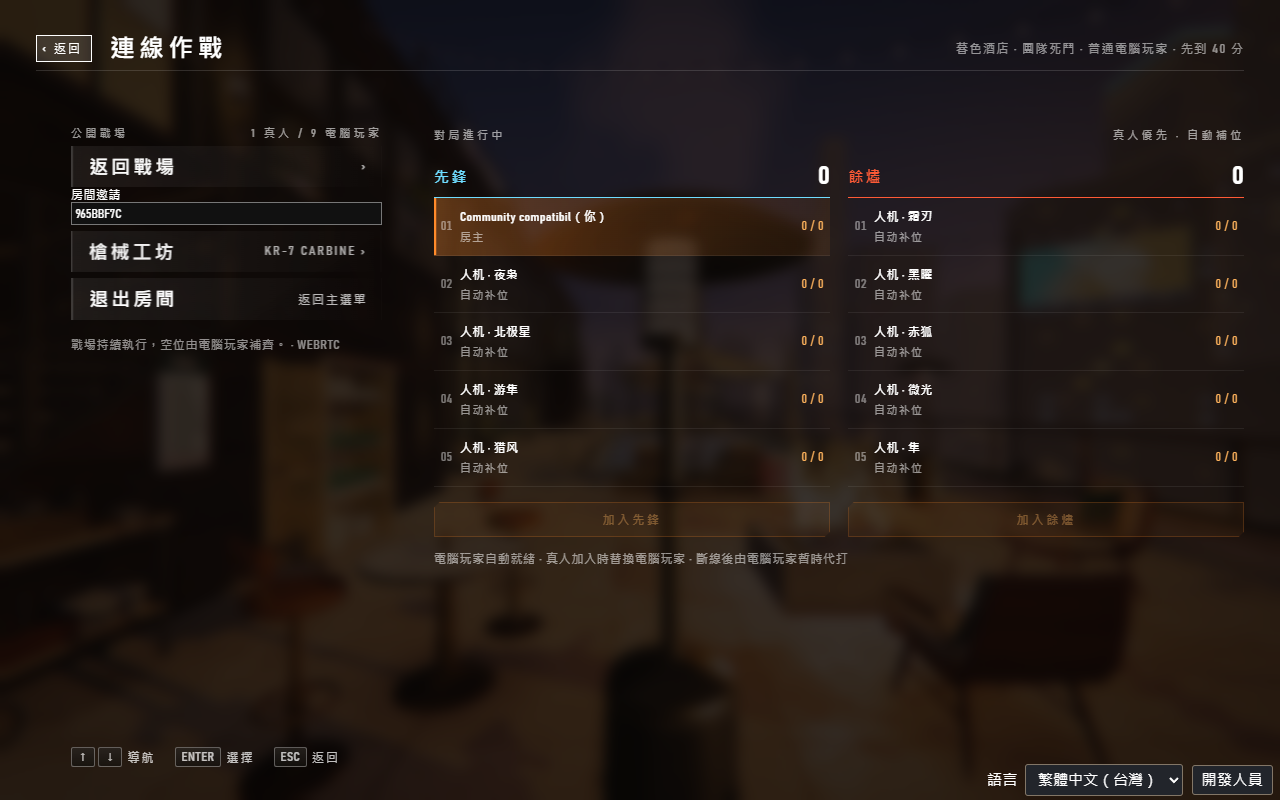 ‹ 返回
連線作戰
暮色酒店 · 團隊死鬥 · 普通電腦玩家 · 先到 40 分
公開戰場
1 真人 / 9 電腦玩家
返回戰場 ›
房間邀請
965BBF7C
槍械工坊 KR-7 CARBINE ›
退出房間 返回主選單
戰場持續執行，空位由電腦玩家補齊。 · WEBRTC
對局進行中
真人優先 · 自動補位
先鋒 0
01 Community compatibil ( 你 ) 0 / 0
房主
02 人机 · 夜枭 0 / 0
自动补位
03 人机 · 北极星 0 / 0
自动补位
04 人机 · 游隼 0 / 0
自动补位
05 人机 · 猎风 0 / 0
自动补位
加入先鋒
餘燼 0
01 人机 · 霜刃 0 / 0
自动补位
02 人机 · 黑曜 0 / 0
自动补位
03 人机 · 赤狐 0 / 0
自动补位
04 人机 · 微光 0 / 0
自动补位
05 人机 · 隼 0 / 0
自动补位
加入餘燼
電腦玩家自動就緒 · 真人加入時替換電腦玩家 · 斷線後由電腦玩家暫時代打
↑ ↓ 導航 ENTER 選擇 ESC 返回
語言 繁體中文（台灣） 開發人員